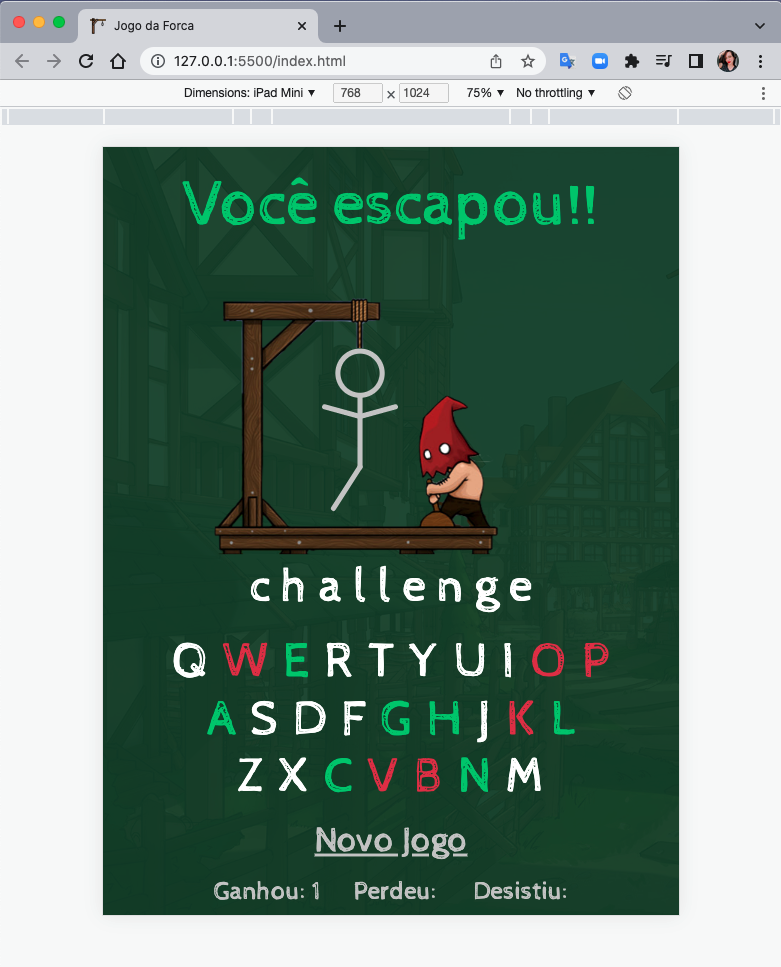 Jogo da Forca
127.0.0.1:5500/index.html
Dimensions: iPad Mini 768 × 1024 75% No throttling
Você escapou!!
challenge
Q W E R T Y U I O P
A S D F G H J K L
Z X C V B N M
Novo Jogo
Ganhou: 1 Perdeu: Desistiu: